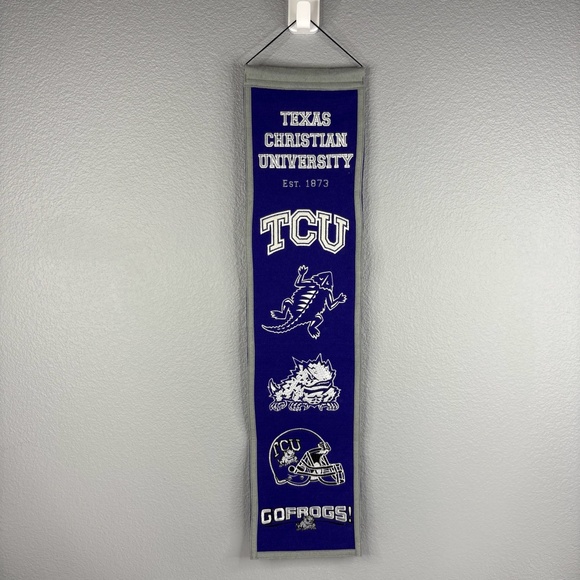 TEXAS
CHRISTIAN
UNIVERSITY
EST. 1873
TCU
TCU
GOFROGS!